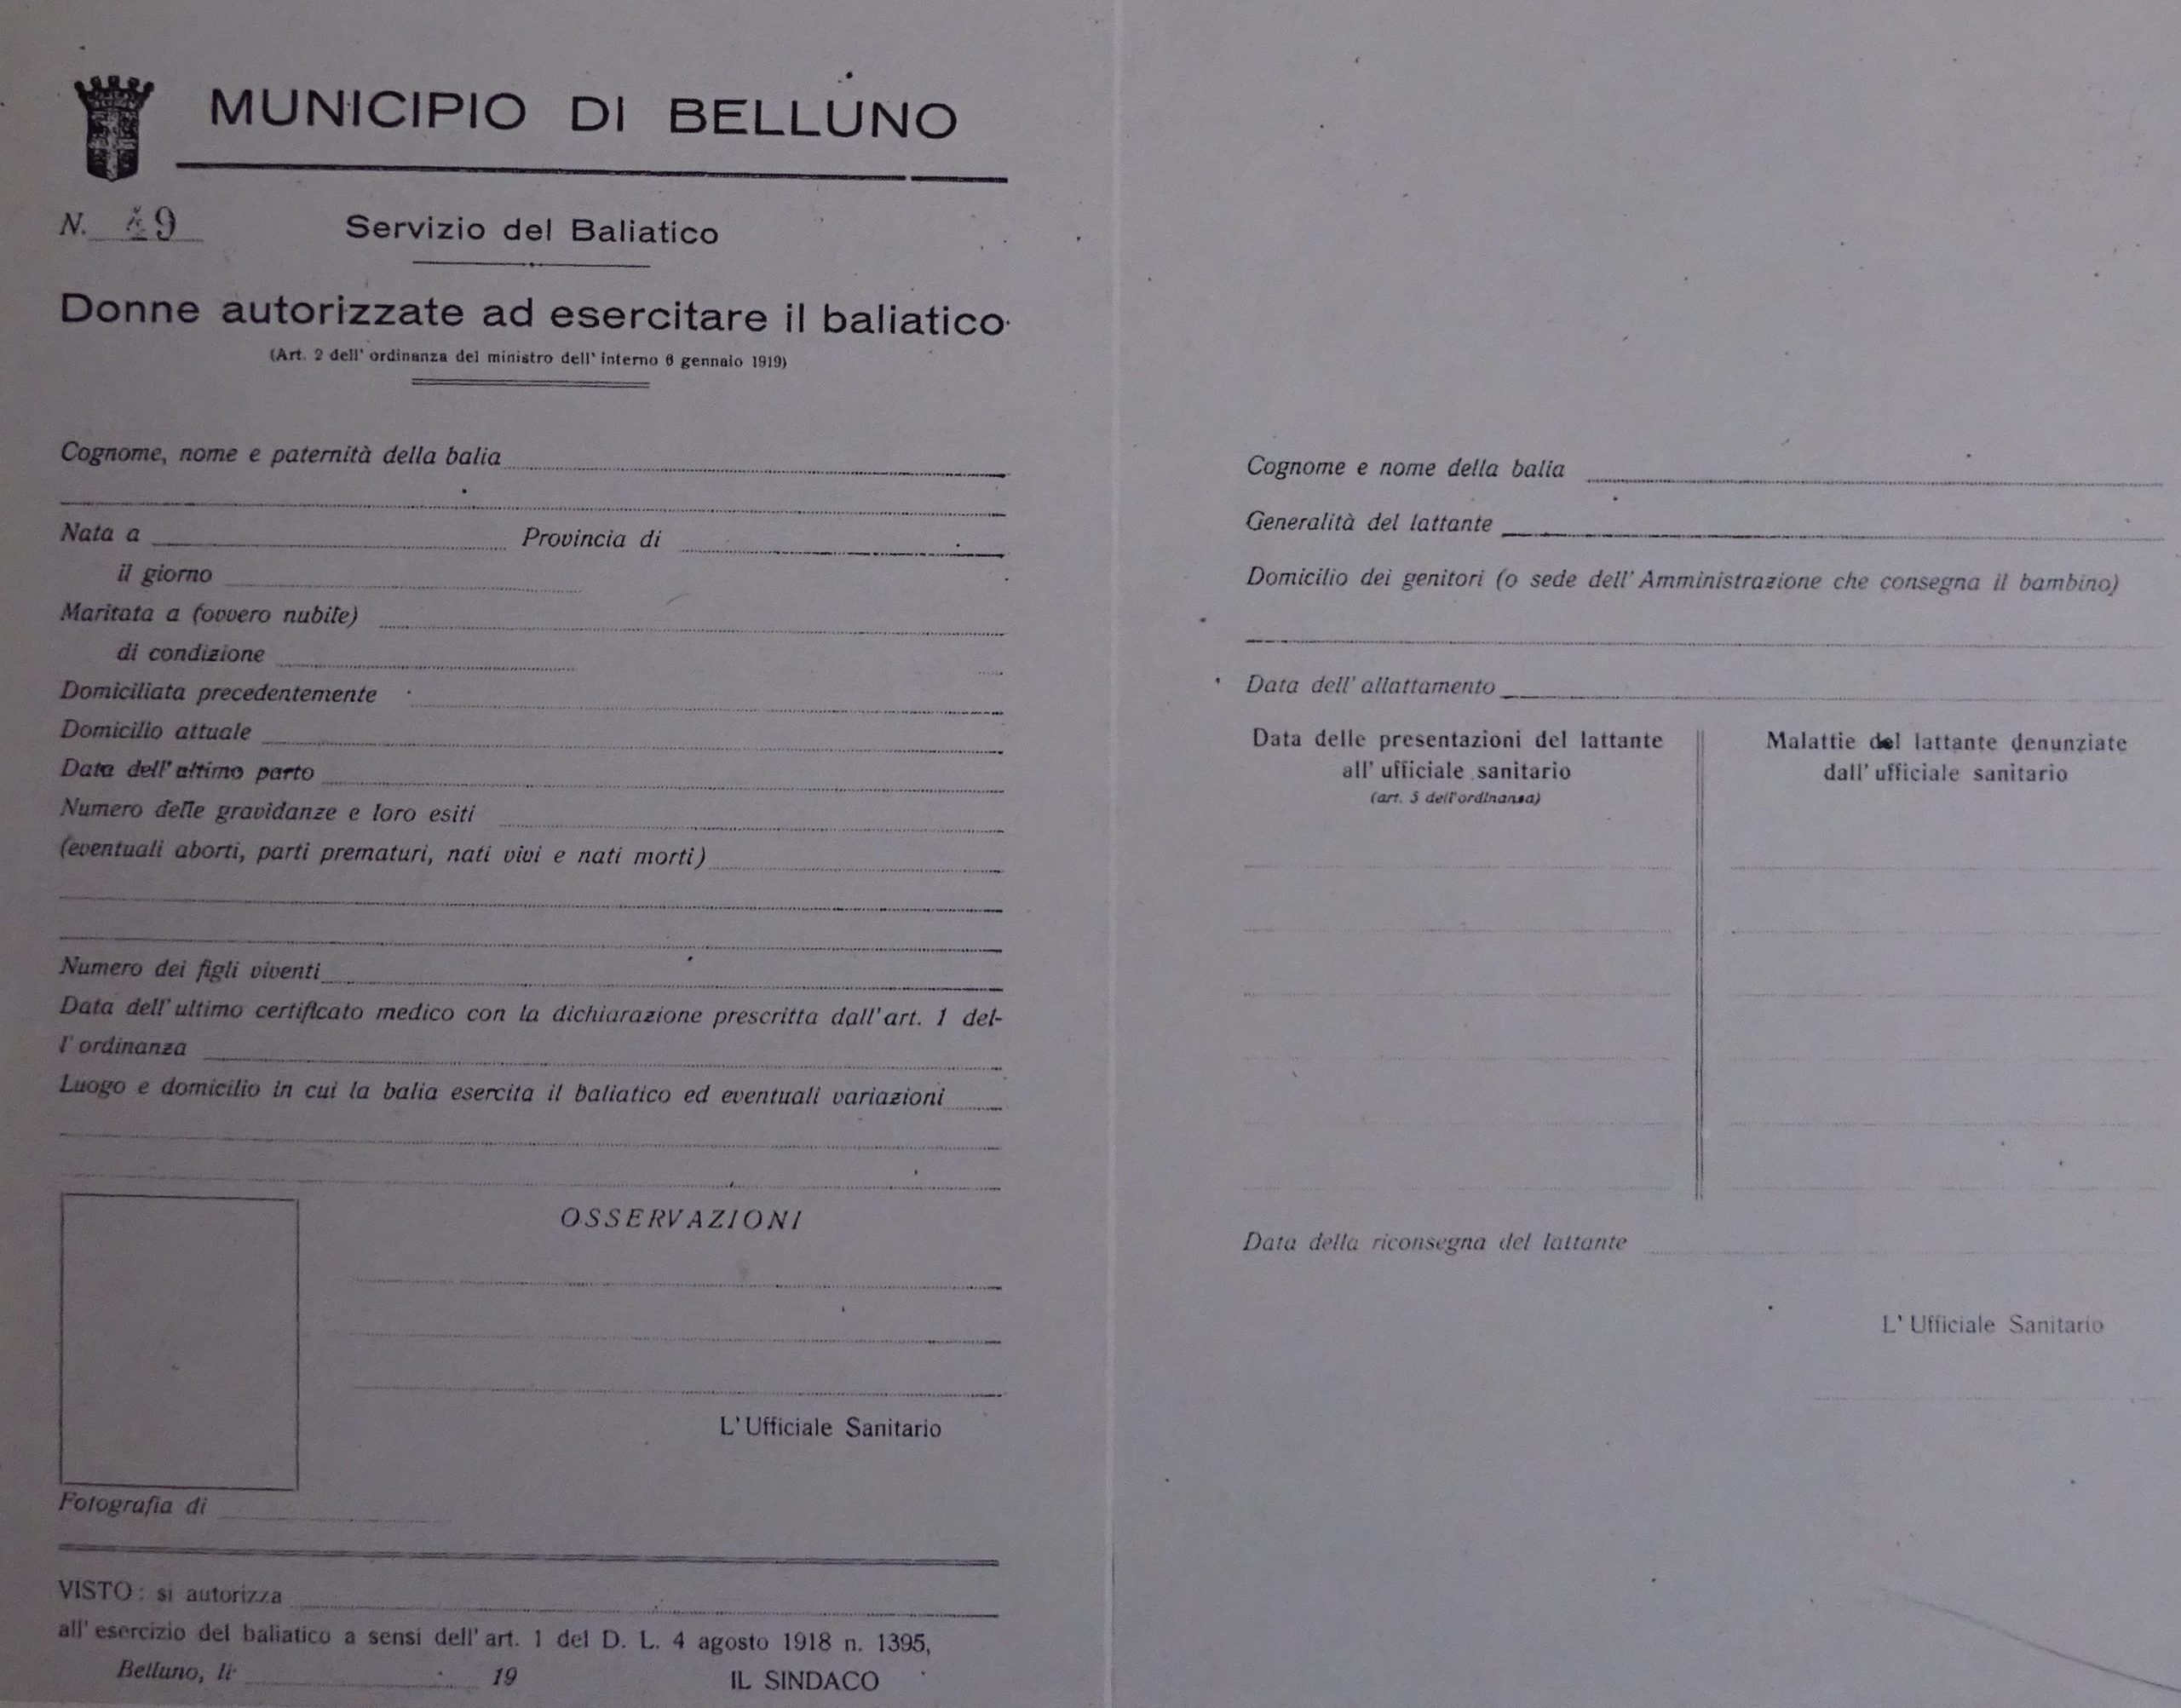 MUNICIPIO DI BELLUNO
N. 49
Servizio del Baliatico
Donne autorizzate ad esercitare il baliatico
(Art. 2 dell' ordinanza del ministro dell' interno 6 gennaio 1919)
Cognome, nome e paternità della balia
Nata a Provincia di
il giorno
Maritata a (ovvero nubile)
di condizione
Domiciliata precedentemente
Domicilio attuale
Data dell' ultimo parto
Numero delle gravidanze e loro esiti
(eventuali aborti, parti prematuri, nati vivi e nati morti)
Numero dei figli viventi
Data dell' ultimo certificato medico con la dichiarazione prescritta dall' art. 1 del-
l' ordinanza
Luogo e domicilio in cui la balia esercita il baliatico ed eventuali variazioni
OSSERVAZIONI
L' Ufficiale Sanitario
Fotografia di
VISTO: si autorizza
all' esercizio del baliatico a sensi dell' art. 1 del D. L. 4 agosto 1918 n. 1395,
Belluno, li 19
IL SINDACO
Cognome e nome della balia
Generalità del lattante
Domicilio dei genitori (o sede dell' Amministrazione che consegna il bambino)
Data dell' allattamento
Data delle presentazioni del lattante
all' ufficiale sanitario
(art. 5 dell'ordinanza)
Malattie del lattante denunziate
dall' ufficiale sanitario
Data della riconsegna del lattante
L' Ufficiale Sanitario